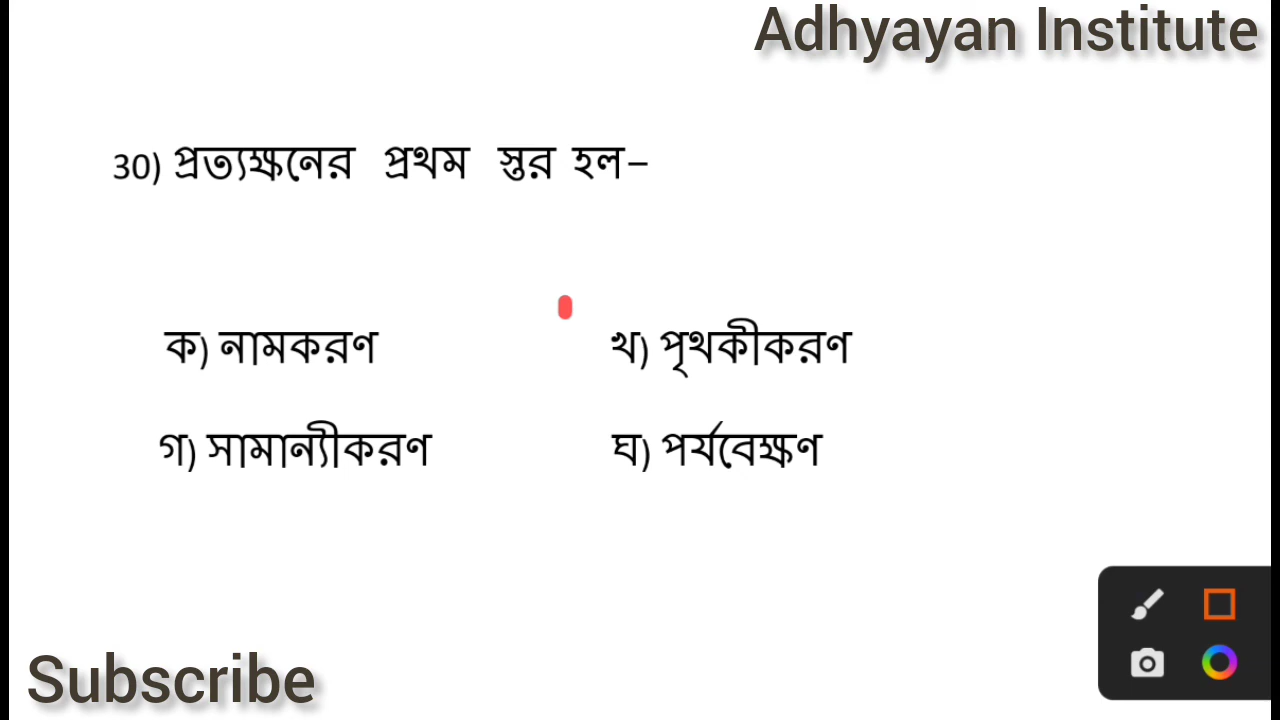 Adhyayan Institute
30) প্রত্যক্ষনের প্রথম স্তর হল–
ক) নামকরণ খ) পৃথকীকরণ
গ) সামান্যীকরণ ঘ) পর্যবেক্ষণ
Subscribe